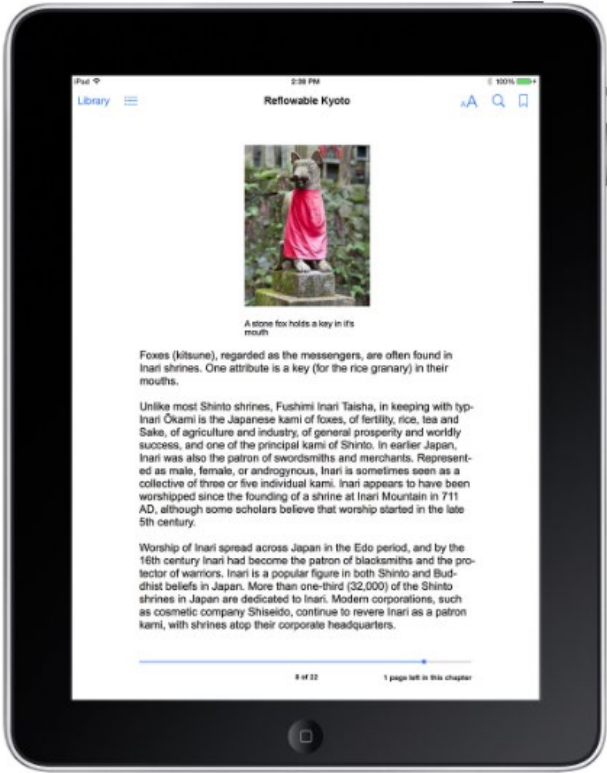 iPad
2:38 PM
100%
Library
Reflowable Kyoto
AA
A stone fox holds a key in it's
mouth
Foxes (kitsune), regarded as the messengers, are often found in
Inari shrines. One attribute is a key (for the rice granary) in their
mouths.
Unlike most Shinto shrines, Fushimi Inari Taisha, in keeping with typ-
Inari Ōkami is the Japanese kami of foxes, of fertility, rice, tea and
Sake, of agriculture and industry, of general prosperity and worldly
success, and one of the principal kami of Shinto. In earlier Japan,
Inari was also the patron of swordsmiths and merchants. Represent-
ed as male, female, or androgynous, Inari is sometimes seen as a
collective of three or five individual kami. Inari appears to have been
worshipped since the founding of a shrine at Inari Mountain in 711
AD, although some scholars believe that worship started in the late
5th century.
Worship of Inari spread across Japan in the Edo period, and by the
16th century Inari had become the patron of blacksmiths and the pro-
tector of warriors. Inari is a popular figure in both Shinto and Bud-
dhist beliefs in Japan. More than one-third (32,000) of the Shinto
shrines in Japan are dedicated to Inari. Modern corporations, such
as cosmetic company Shiseido, continue to revere Inari as a patron
kami, with shrines atop their corporate headquarters.
8 of 22
1 page left in this chapter